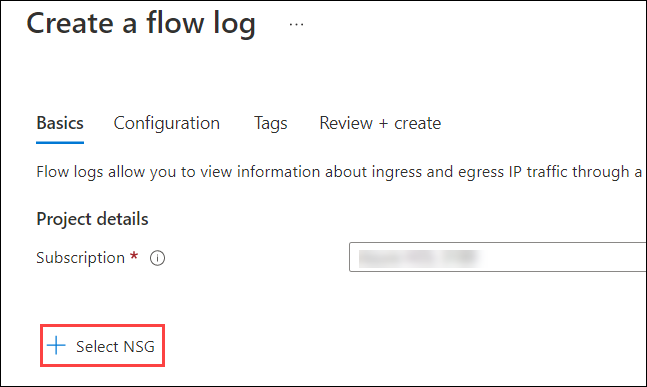 Create a flow log ...
Basics Configuration Tags Review + create
Flow logs allow you to view information about ingress and egress IP traffic through a
Project details
Subscription *
+ Select NSG